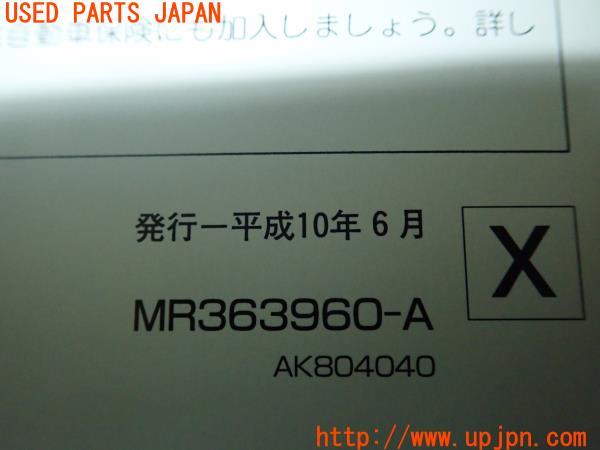 USED PARTS JAPAN
自動車保険にも加入しましょう。詳し
発行ー平成10年6月
X
MR363960-A
AK804040
http://www.upjpn.com